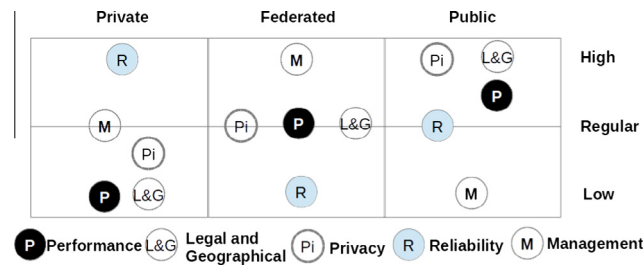 Private Federated Public
R M Pi L&G High
P
M Pi P L&G R Regular
Pi
P L&G R M Low
P Performance L&G Legal and Geographical Pi Privacy R Reliability M Management